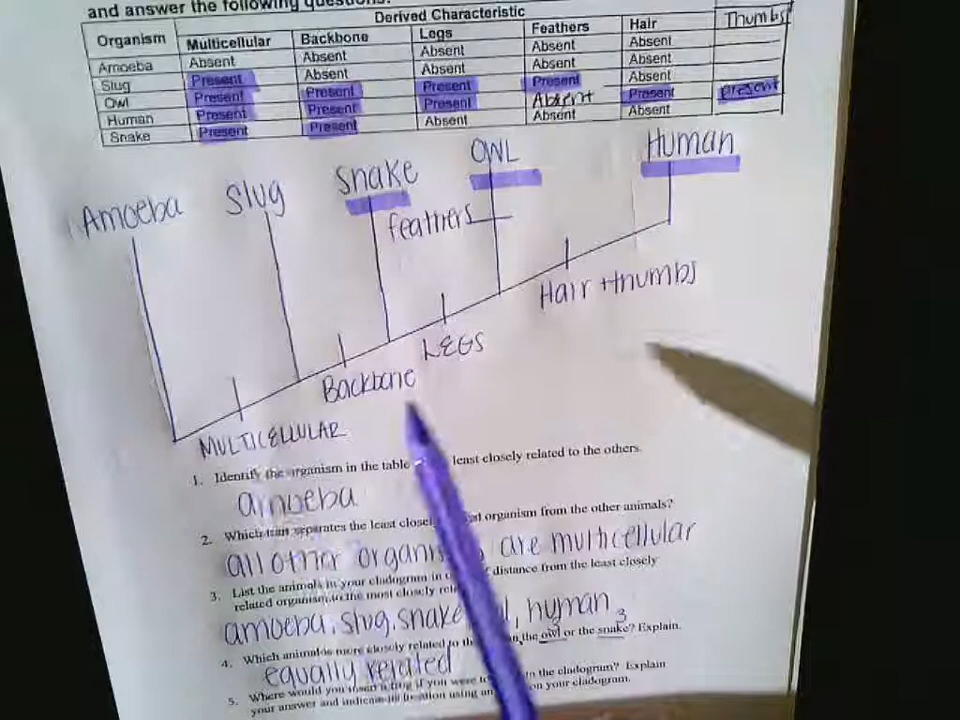 and answer the following questions.
Derived Characteristic
Organism Multicellular Backbone Legs Feathers Hair Thumbs
Amoeba Absent Absent Absent Absent Absent
Slug Present Absent Absent Absent Absent
Owl Present Present Present Present Absent
Human Present Present Present Absent Present present
Snake Present Present Absent Absent Absent
Amoeba Slug snake OWL Human
feathers
Hair + thumbs
LEGS
Backbone
MULTICELLULAR
1. Identify the organism in the table least closely related to the others.
amoeba
2. Which trait separates the least organism from the other animals?
all other are multicellular
3. List the animals in your cladogram in distance from the least closely
related organism to the most closely
amoeba, slug, snake human
4. Which animal is more closely related to the the owl or the snake? Explain.
3
equally related
5. Where would you if you were to the cladogram? Explain
your answer and indicate its location using on your cladogram.